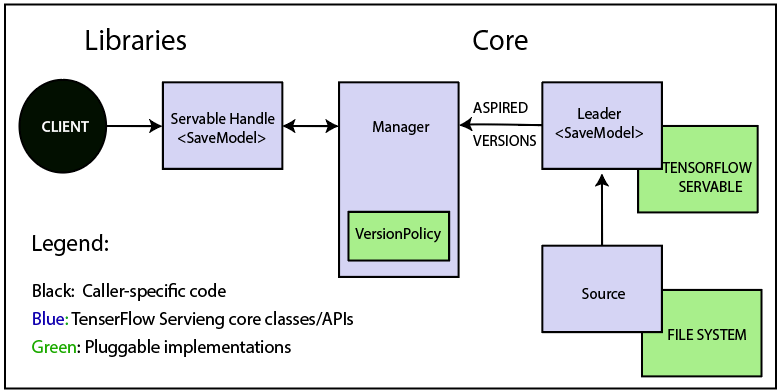 Libraries
Core
CLIENT
Servable Handle
<SaveModel>
Manager
VersionPolicy
ASPIRED
VERSIONS
Leader
<SaveModel>
TENSORFLOW
SERVABLE
Source
FILE SYSTEM
Legend:
Black: Caller-specific code
Blue: TenserFlow Servieng core classes/APIs
Green: Pluggable implementations